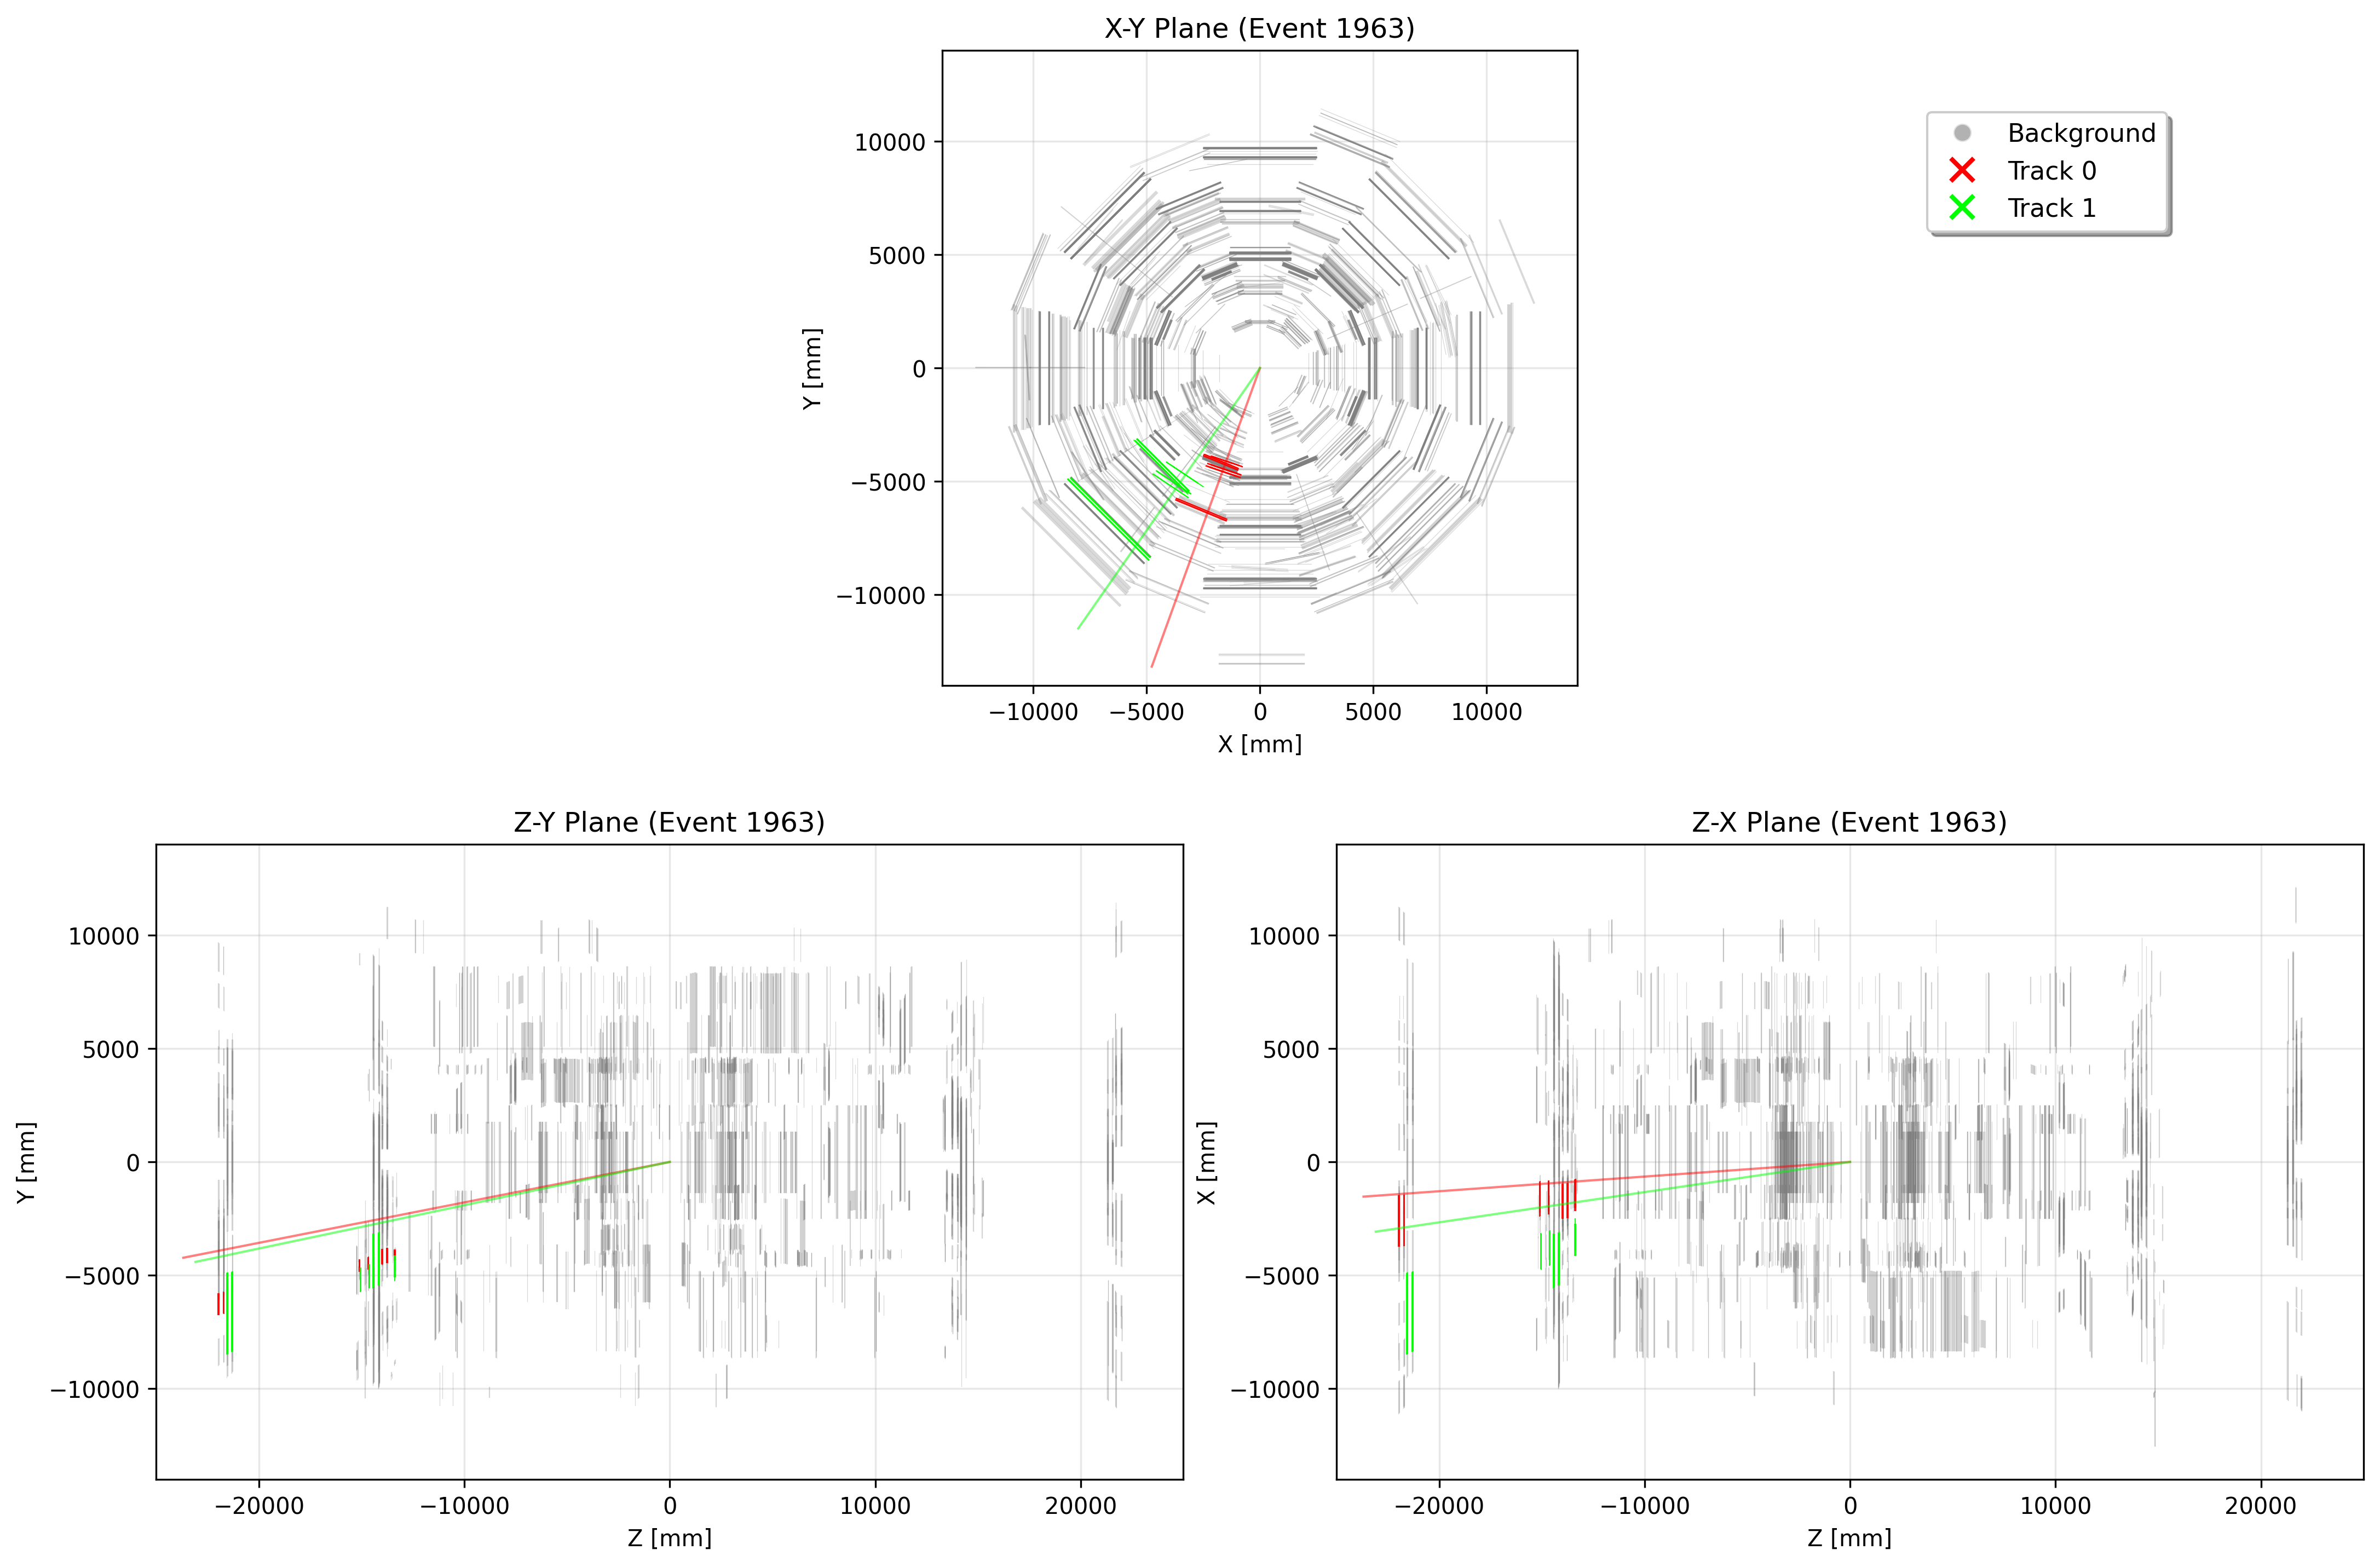 X-Y Plane (Event 1963)
Background
Track 0
Track 1
10000
5000
0
−5000
−10000
Y [mm]
−10000 −5000 0 5000 10000
X [mm]
Z-Y Plane (Event 1963)
10000
5000
0
−5000
−10000
Y [mm]
−20000 −10000 0 10000 20000
Z [mm]
Z-X Plane (Event 1963)
10000
5000
0
−5000
−10000
X [mm]
−20000 −10000 0 10000 20000
Z [mm]